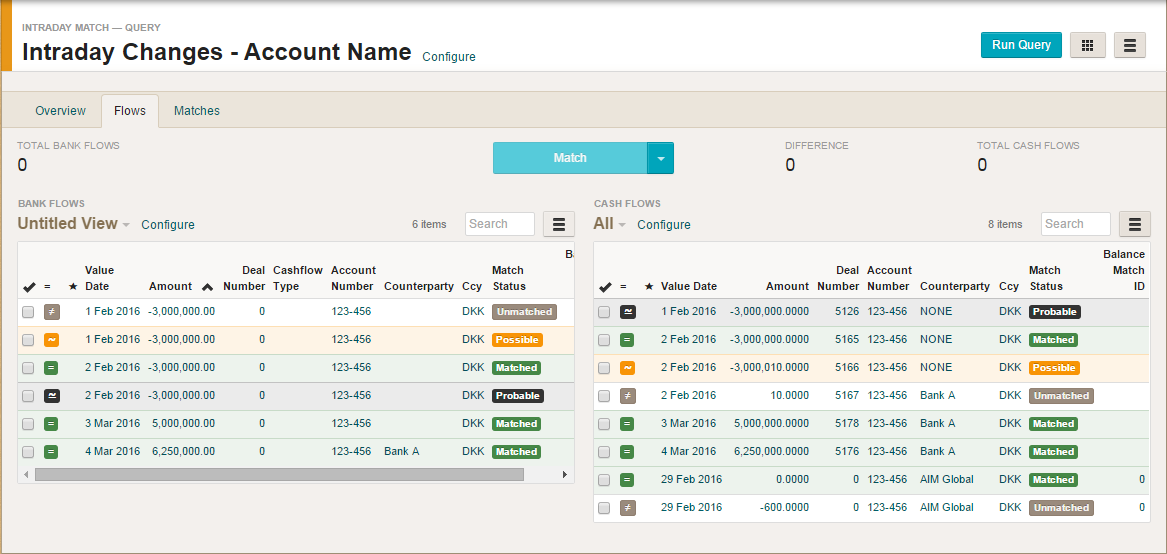 INTRADAY MATCH — QUERY
Intraday Changes - Account Name Configure
Run Query
Overview Flows Matches
TOTAL BANK FLOWS
0
Match
DIFFERENCE
0
TOTAL CASH FLOWS
0
BANK FLOWS
Untitled View Configure 6 items Search
Value Date Amount Deal Number Cashflow Type Account Number Counterparty Ccy Match Status Ba
≠ 1 Feb 2016 -3,000,000.00 0 123-456 DKK Unmatched
~ 1 Feb 2016 -3,000,000.00 0 123-456 DKK Possible
= 2 Feb 2016 -3,000,000.00 0 123-456 DKK Matched
≈ 2 Feb 2016 -3,000,000.00 0 123-456 DKK Probable
= 3 Mar 2016 5,000,000.00 0 123-456 DKK Matched
= 4 Mar 2016 6,250,000.00 0 123-456 Bank A DKK Matched
CASH FLOWS
All Configure 8 items Search
= Value Date Amount Deal Number Account Number Counterparty Ccy Match Status Balance Match ID
≈ 1 Feb 2016 -3,000,000.0000 5126 123-456 NONE DKK Probable
= 2 Feb 2016 -3,000,000.0000 5165 123-456 NONE DKK Matched
~ 2 Feb 2016 -3,000,010.0000 5166 123-456 NONE DKK Possible
≠ 2 Feb 2016 10.0000 5167 123-456 Bank A DKK Unmatched
= 3 Mar 2016 5,000,000.0000 5178 123-456 Bank A DKK Matched
= 4 Mar 2016 6,250,000.0000 5176 123-456 Bank A DKK Matched
= 29 Feb 2016 0.0000 0 123-456 AIM Global DKK Matched 0
≠ 29 Feb 2016 -600.0000 0 123-456 AIM Global DKK Unmatched 0